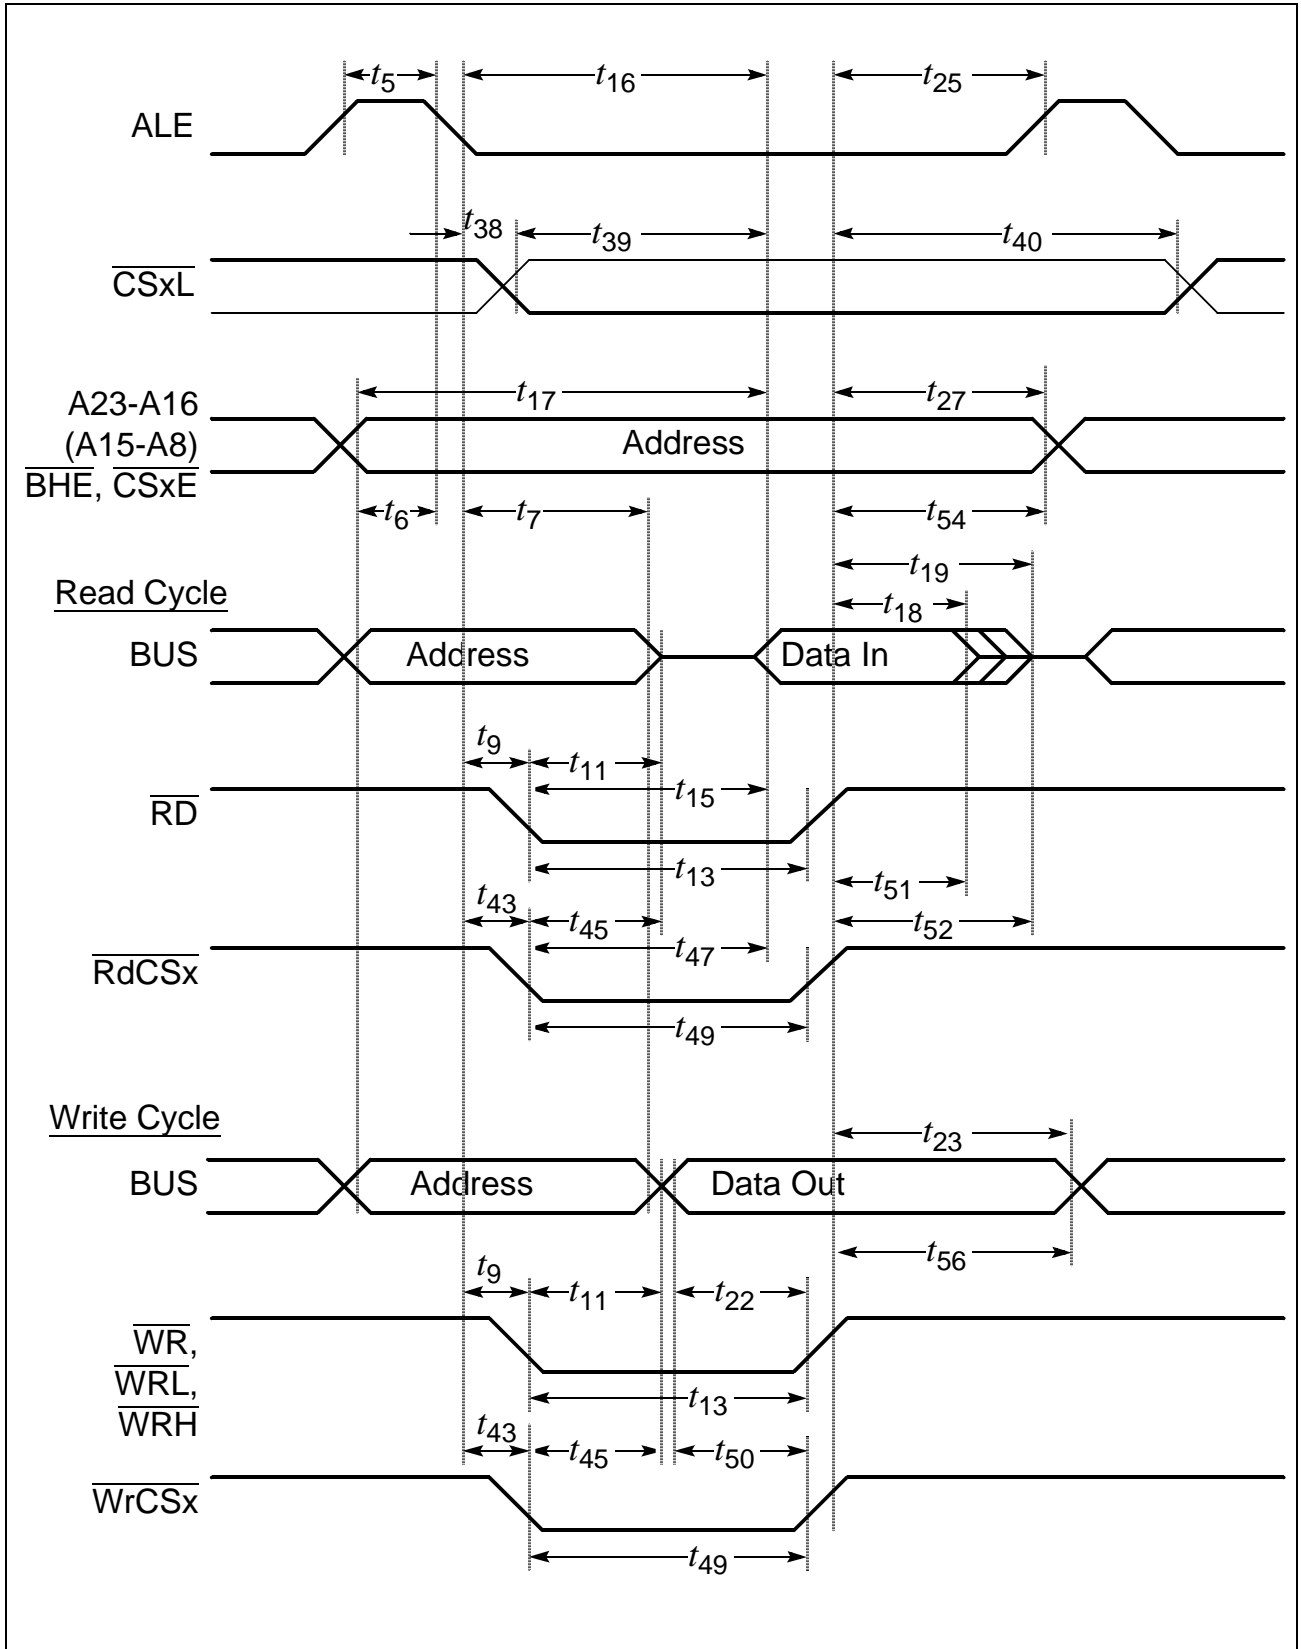 t5 t16 t25
ALE
t38 t39 t40
CSxL
t17 t27
A23-A16
(A15-A8)
Address
BHE, CSxE
t6 t7 t54
t19
Read Cycle
t18
BUS Address Data In
t9 t11
t15
RD
t13
t51
t43 t45 t52
t47
RdCSx
t49
Write Cycle
t23
BUS Address Data Out
t56
t9 t11 t22
WR,
WRL,
t13
WRH
t43 t45 t50
WrCSx
t49